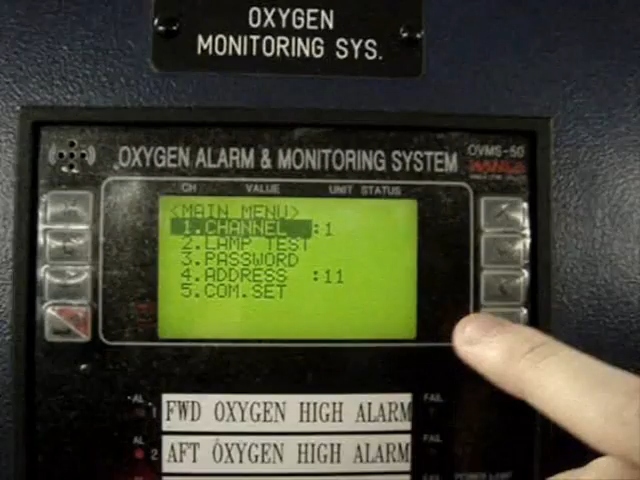 OXYGEN
MONITORING SYS.
OXYGEN ALARM & MONITORING SYSTEM
OVMS-50
CH VALUE UNIT STATUS
<MAIN MENU>
1.CHANNEL :1
2.LAMP TEST
3.PASSWORD
4.ADDRESS :11
5.COM.SET
AL FAIL
1 FWD OXYGEN HIGH ALARM
AL FAIL
2 AFT OXYGEN HIGH ALARM